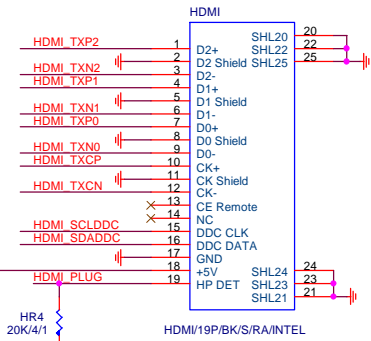 HDMI
HDMI_TXP2 1 D2+ SHL20 20
2 D2 Shield SHL22 22
HDMI_TXN2 3 D2- SHL25 25
HDMI_TXP1 4 D1+
5 D1 Shield
HDMI_TXN1 6 D1-
HDMI_TXP0 7 D0+
8 D0 Shield
HDMI_TXN0 9 D0-
HDMI_TXCP 10 CK+
11 CK Shield
HDMI_TXCN 12 CK-
13 CE Remote
14 NC
HDMI_SCLDDC 15 DDC CLK
HDMI_SDADDC 16 DDC DATA
17 GND
18 +5V SHL24 24
HDMI_PLUG 19 HP DET SHL23 23
SHL21 21
HR4
20K/4/1
HDMI/19P/BK/S/RA/INTEL